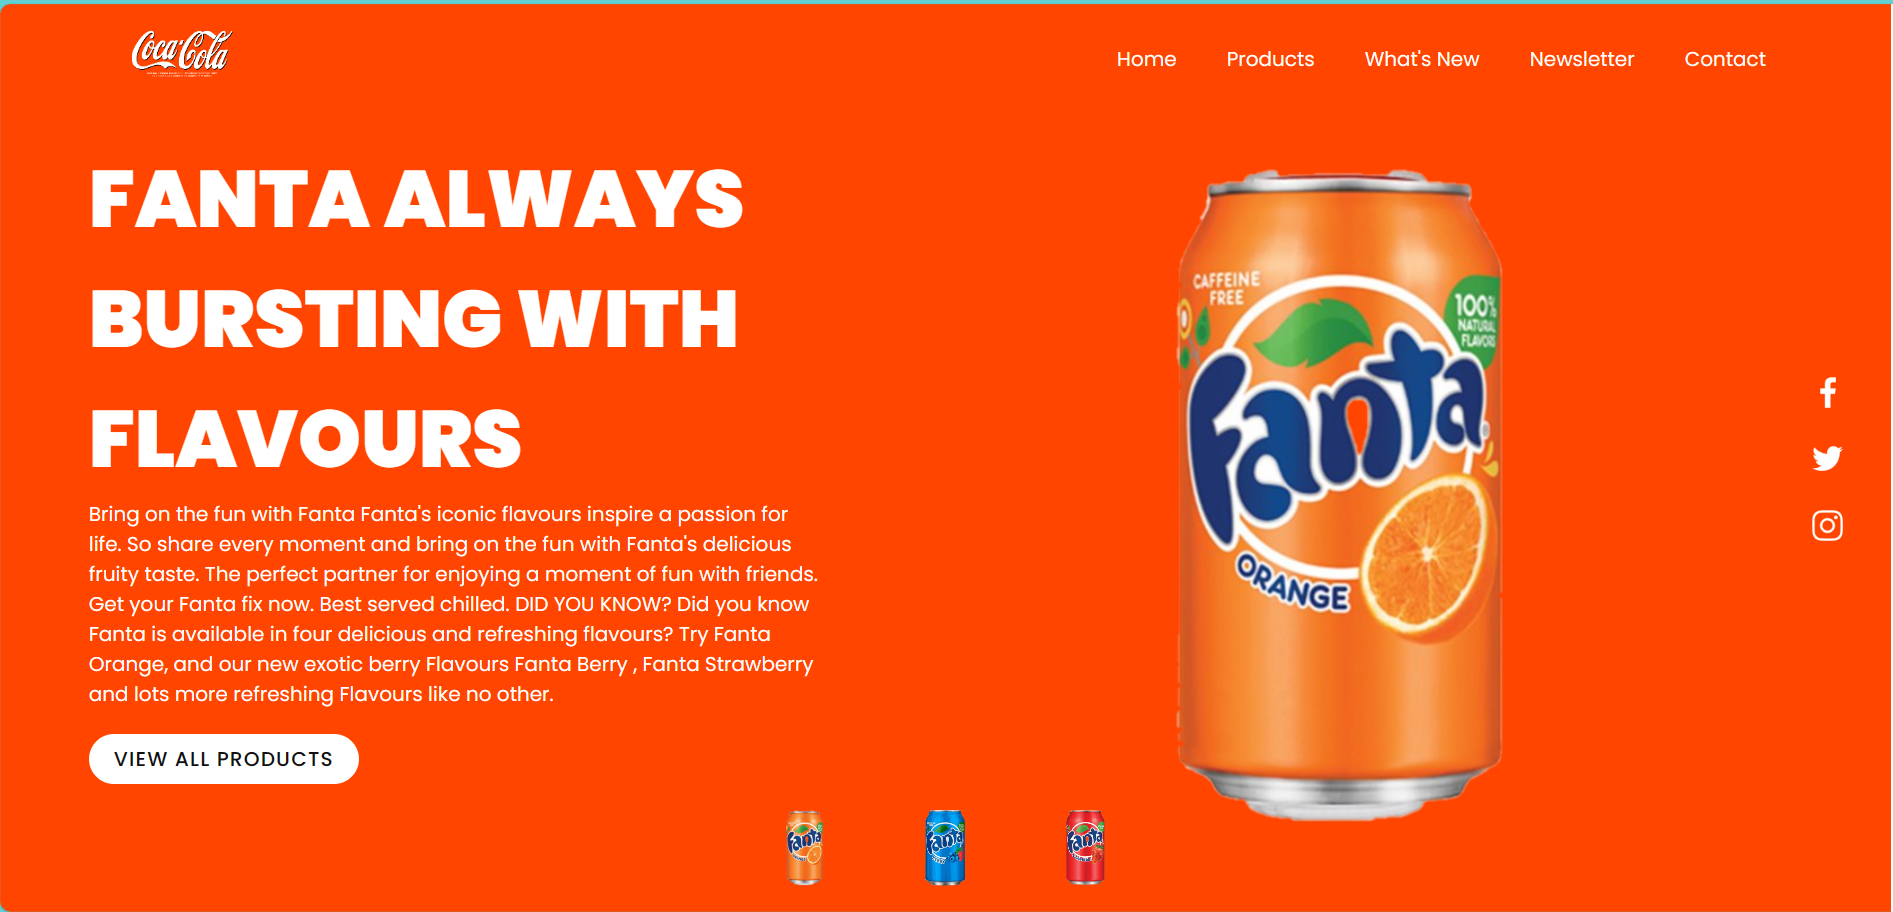 Coca-Cola
Home Products What's New Newsletter Contact
FANTA ALWAYS
BURSTING WITH
FLAVOURS
Bring on the fun with Fanta Fanta's iconic flavours inspire a passion for
life. So share every moment and bring on the fun with Fanta's delicious
fruity taste. The perfect partner for enjoying a moment of fun with friends.
Get your Fanta fix now. Best served chilled. DID YOU KNOW? Did you know
Fanta is available in four delicious and refreshing flavours? Try Fanta
Orange, and our new exotic berry Flavours Fanta Berry , Fanta Strawberry
and lots more refreshing Flavours like no other.
VIEW ALL PRODUCTS
CAFFEINE
FREE
100%
NATURAL
FLAVORS
Fanta
ORANGE
Fanta
Fanta
Fanta